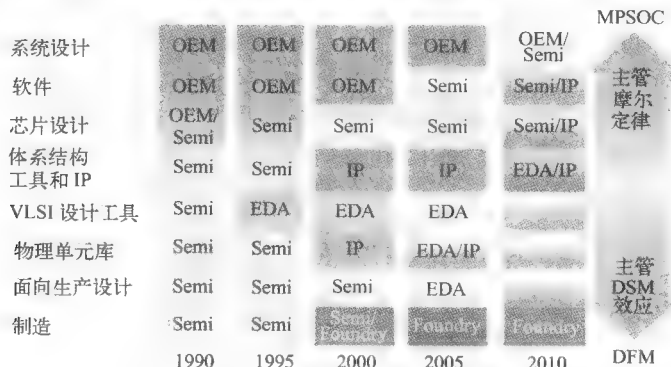 MPSOC
系统设计 OEM OEM OEM OEM OEM/
Semi
软件 OEM OEM OEM Semi Semi/IP
主管
摩尔
定律
芯片设计 OEM/
Semi Semi Semi Semi Semi/IP
体系结构
工具和 IP Semi Semi IP IP EDA/IP
VLSI 设计工具 Semi EDA EDA EDA
物理单元库 Semi Semi IP EDA/IP
面向生产设计 Semi Semi Semi EDA
主管
DSM
效应
制造 Semi Semi Semi/
Foundry Foundry Foundry
1990 1995 2000 2005 2010 DFM